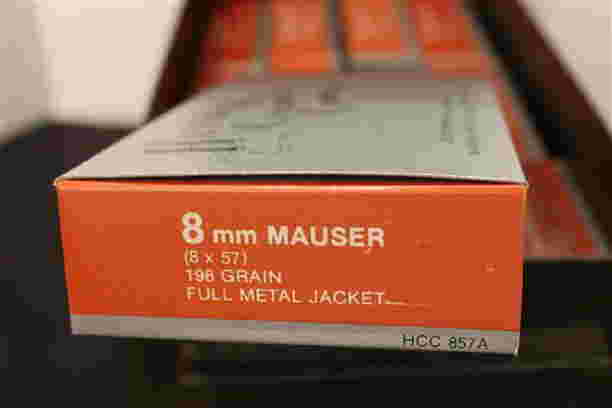 8 mm MAUSER
(8 x 57)
196 GRAIN
FULL METAL JACKET
HCC 857A